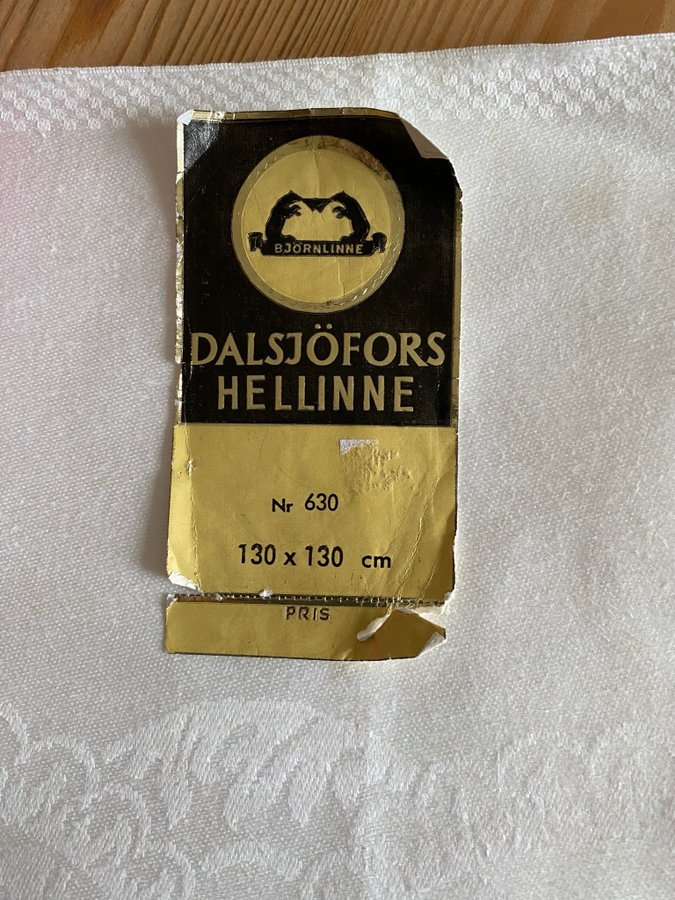 BJÖRNLINNE
DALSJÖFORS
HELLINNE
Nr 630
130 x 130 cm
PRIS